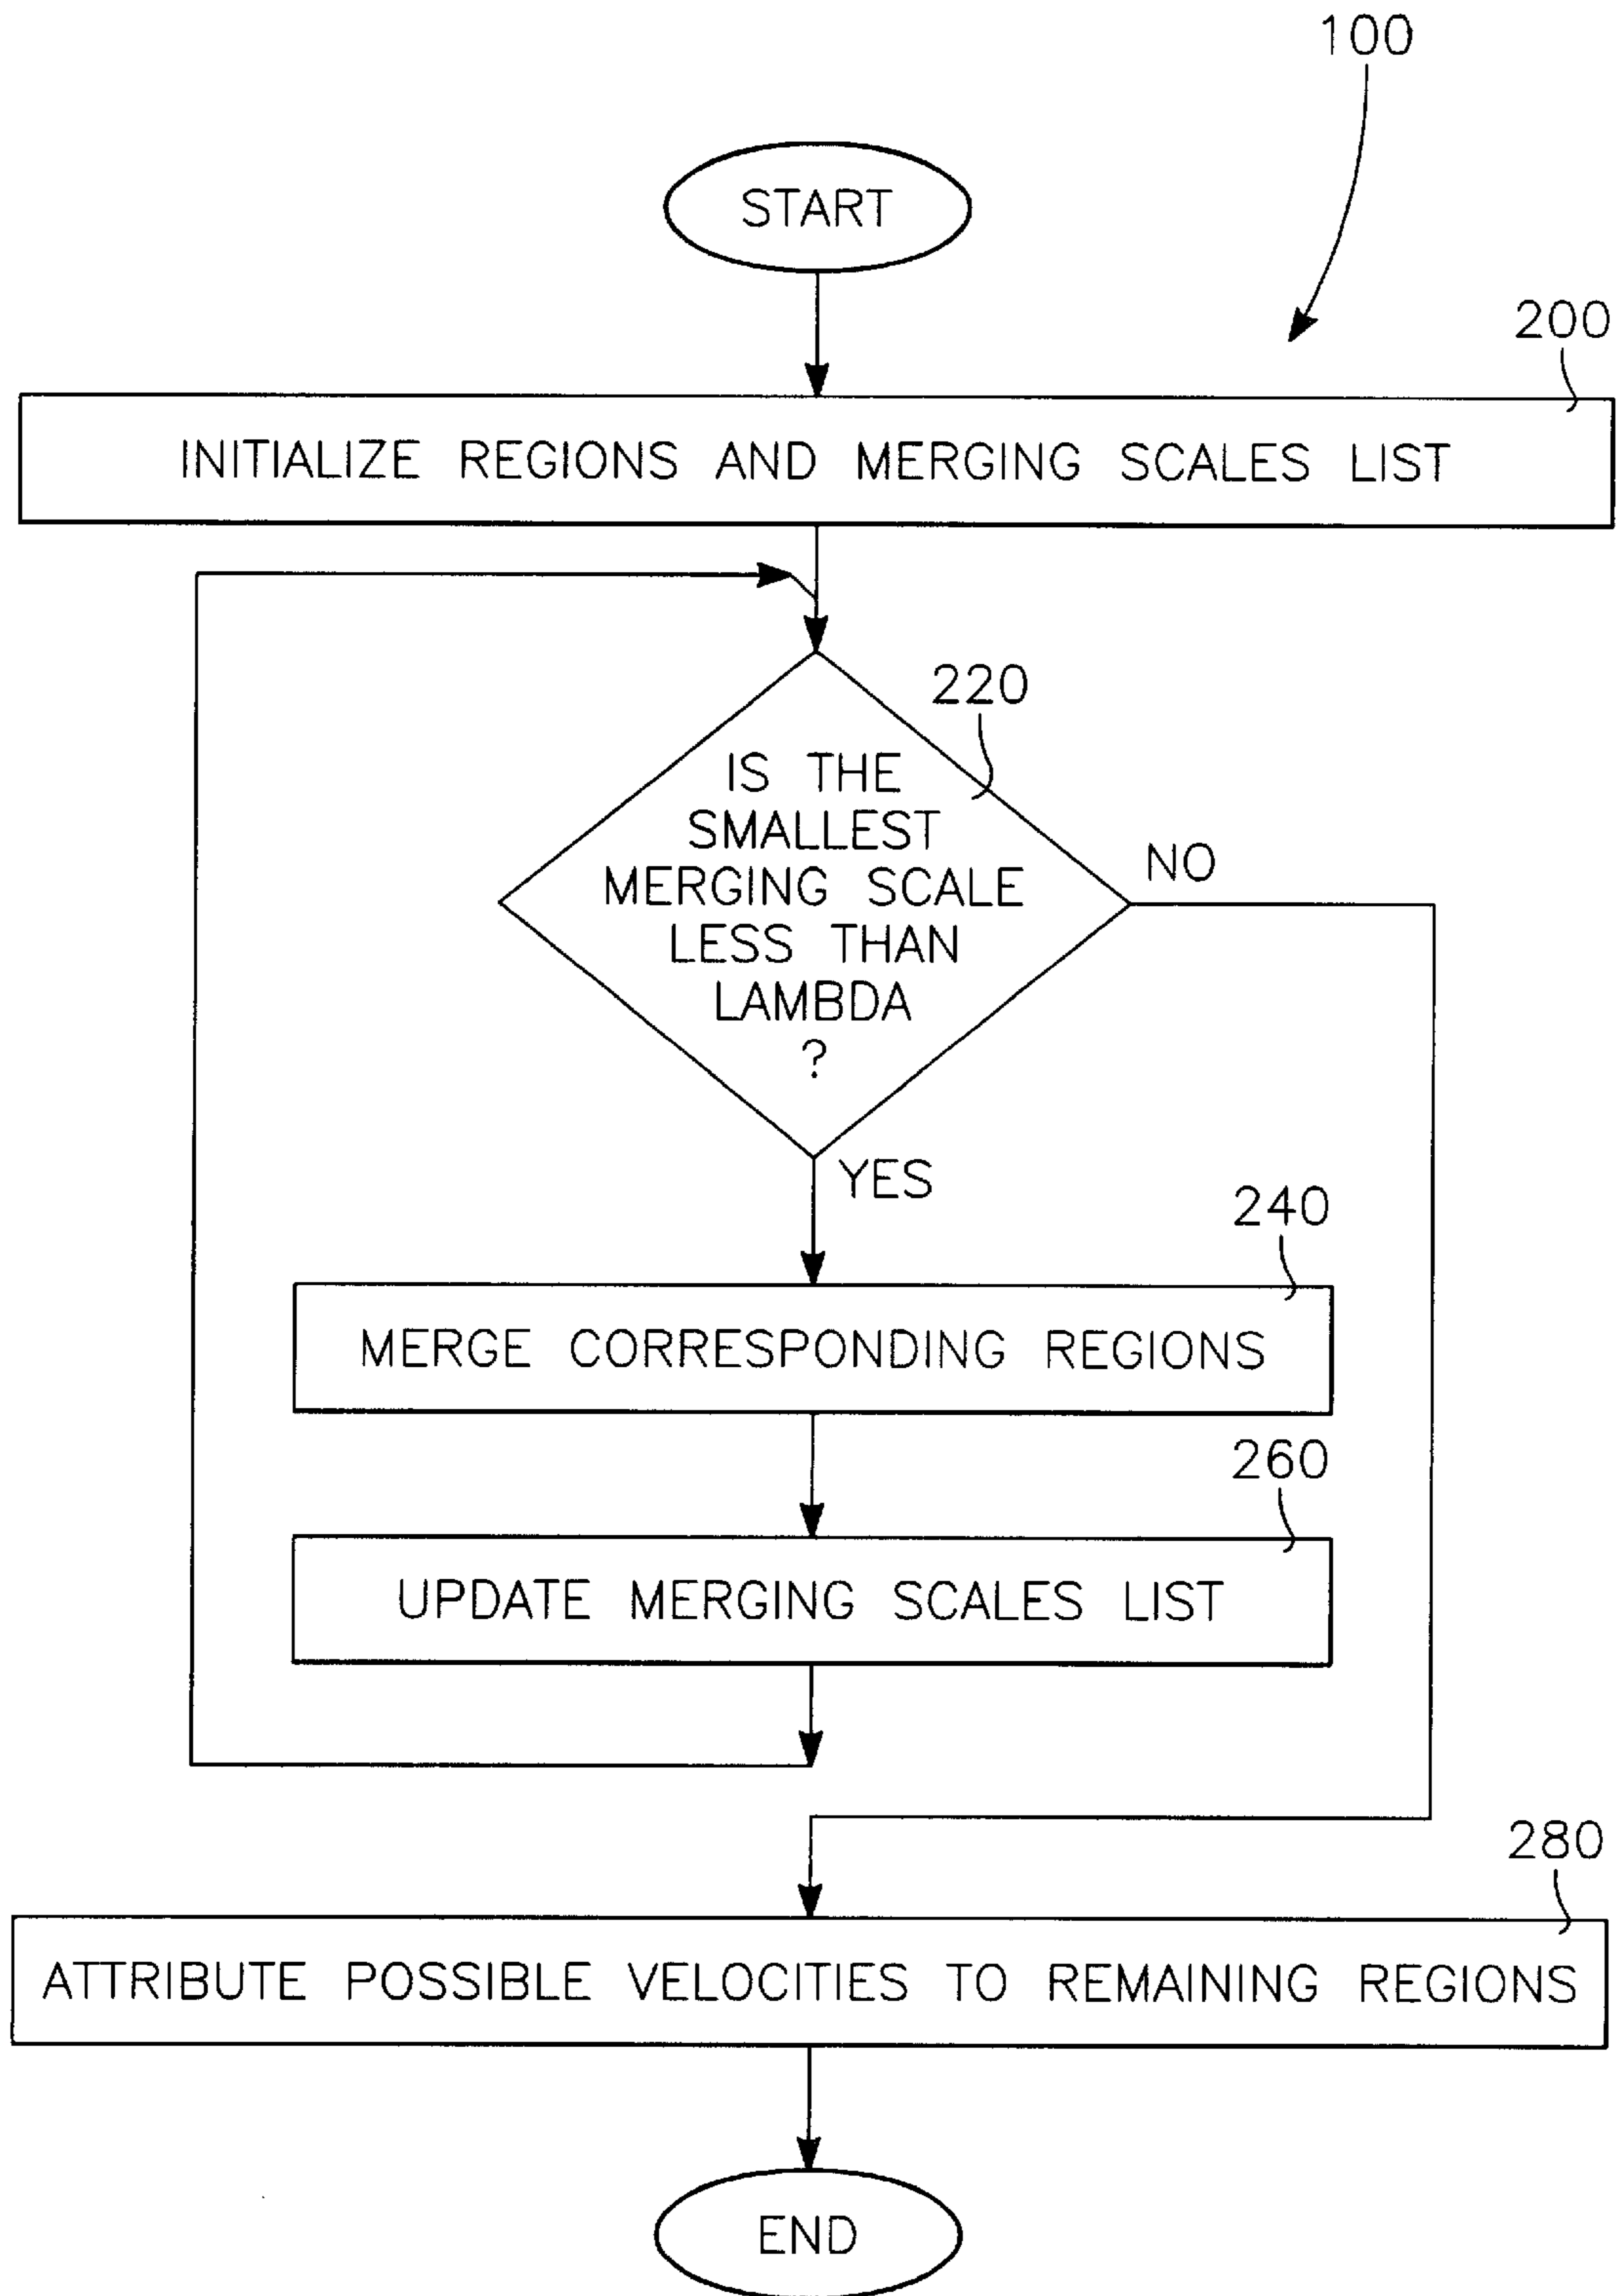 100
START
200
INITIALIZE REGIONS AND MERGING SCALES LIST
220
IS THE
SMALLEST
MERGING SCALE
LESS THAN
LAMBDA
?
NO
YES
240
MERGE CORRESPONDING REGIONS
260
UPDATE MERGING SCALES LIST
280
ATTRIBUTE POSSIBLE VELOCITIES TO REMAINING REGIONS
END